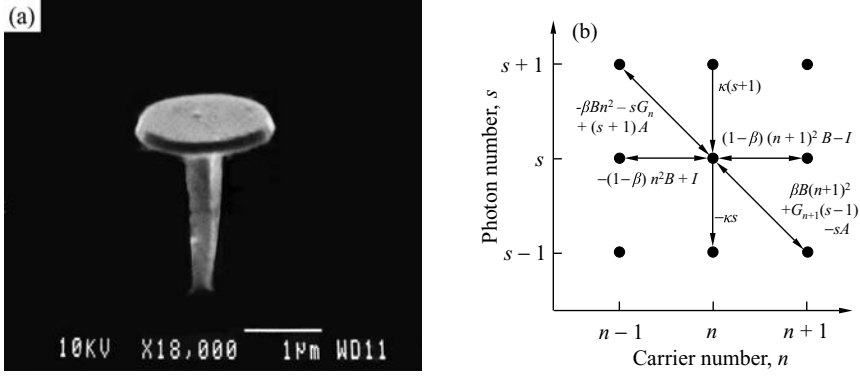 (a)
10KV X18,000 1μm WD11
(b)
Photon number, s
s + 1
s
s − 1
κ(s+1)
-βBn² – sGₙ
+ (s + 1) A
(1–β) (n + 1)² B – I
–(1–β) n²B + I
βB(n+1)²
+Gₙ₊₁(s–1)
–sA
–κs
n − 1
n
n + 1
Carrier number, n